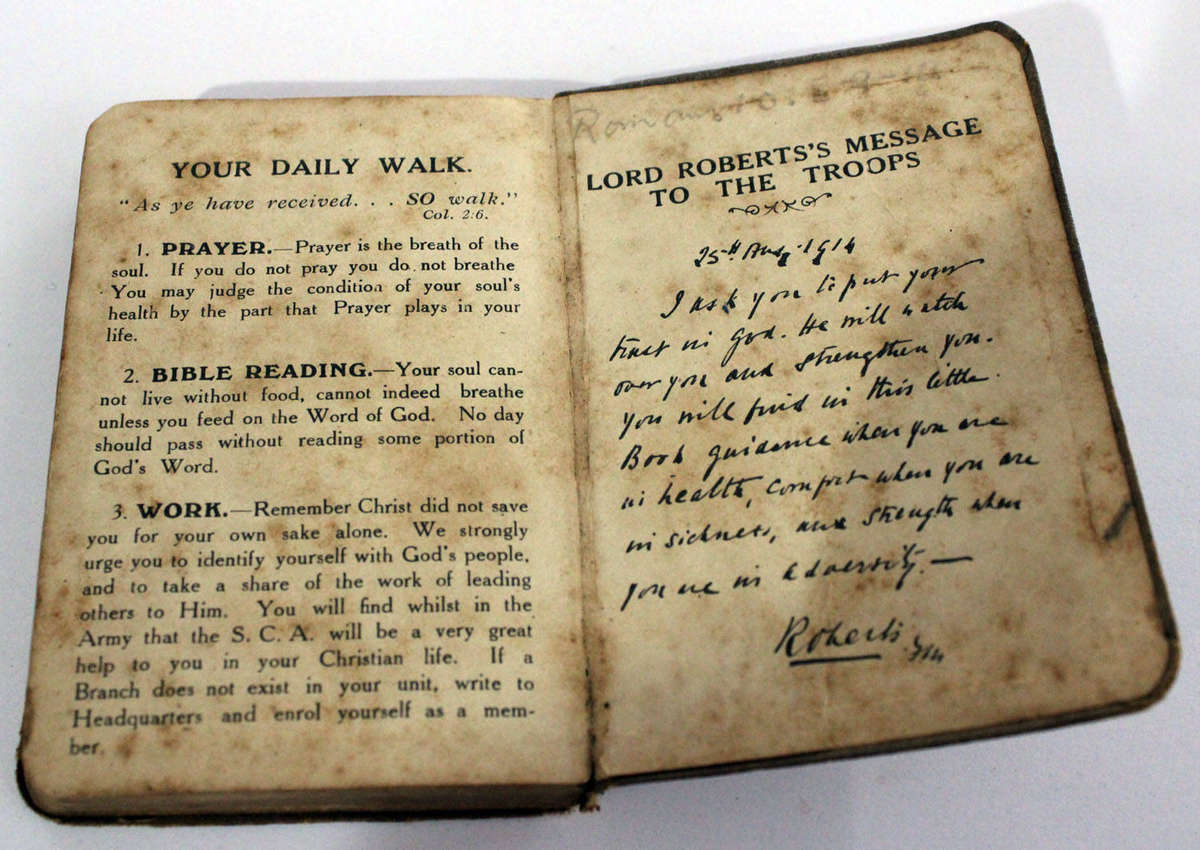 YOUR DAILY WALK.
"As ye have received. . . SO walk."
Col. 2:6.
1. PRAYER.—Prayer is the breath of the
soul. If you do not pray you do not breathe
You may judge the condition of your soul's
health by the part that Prayer plays in your
life.
2. BIBLE READING.—Your soul can-
not live without food, cannot indeed breathe
unless you feed on the Word of God. No day
should pass without reading some portion of
God's Word.
3. WORK.—Remember Christ did not save
you for your own sake alone. We strongly
urge you to identify yourself with God's people,
and to take a share of the work of leading
others to Him. You will find whilst in the
Army that the S. C. A. will be a very great
help to you in your Christian life. If a
Branch does not exist in your unit, write to
Headquarters and enrol yourself as a mem-
ber.
Romans 10:
LORD ROBERTS'S MESSAGE
TO THE TROOPS
25th Aug. 1914
I ask you to put your
trust in God. He will watch
over you and strengthen you.
You will find in this little
Book guidance when you are
in health, comfort when you are
in sickness, and strength when
you are in adversity.—
Roberts